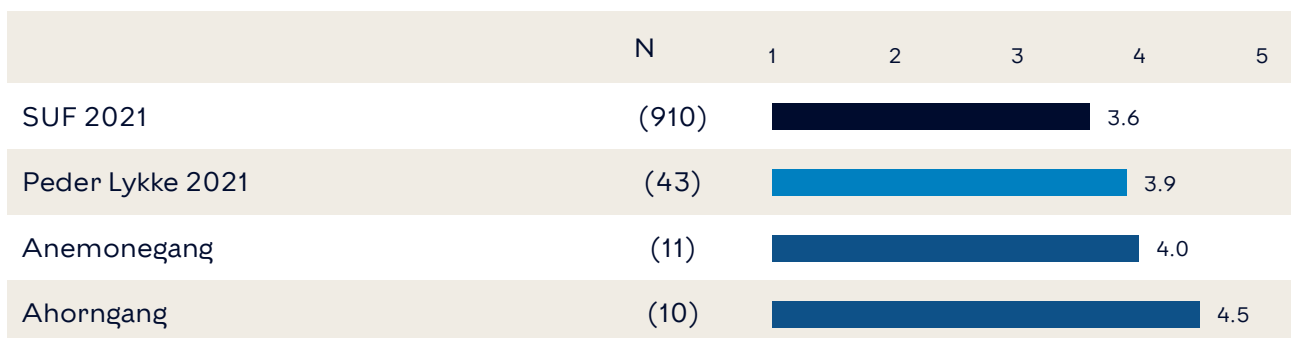 N 1 2 3 4 5
SUF 2021 (910) 3.6
Peder Lykke 2021 (43) 3.9
Anemonegang (11) 4.0
Ahorngang (10) 4.5